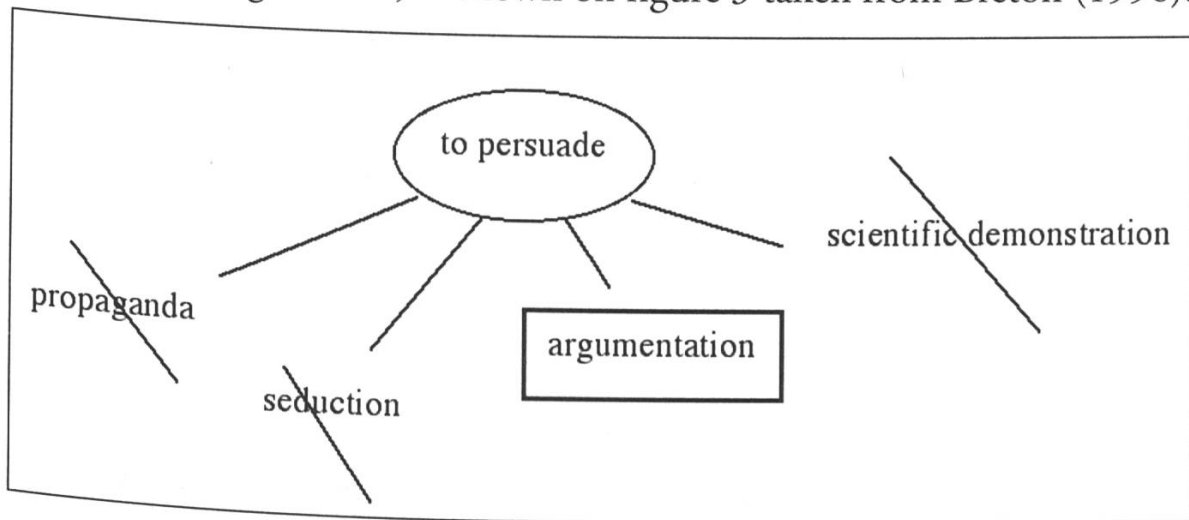 to persuade
scientific demonstration
propaganda
argumentation
seduction